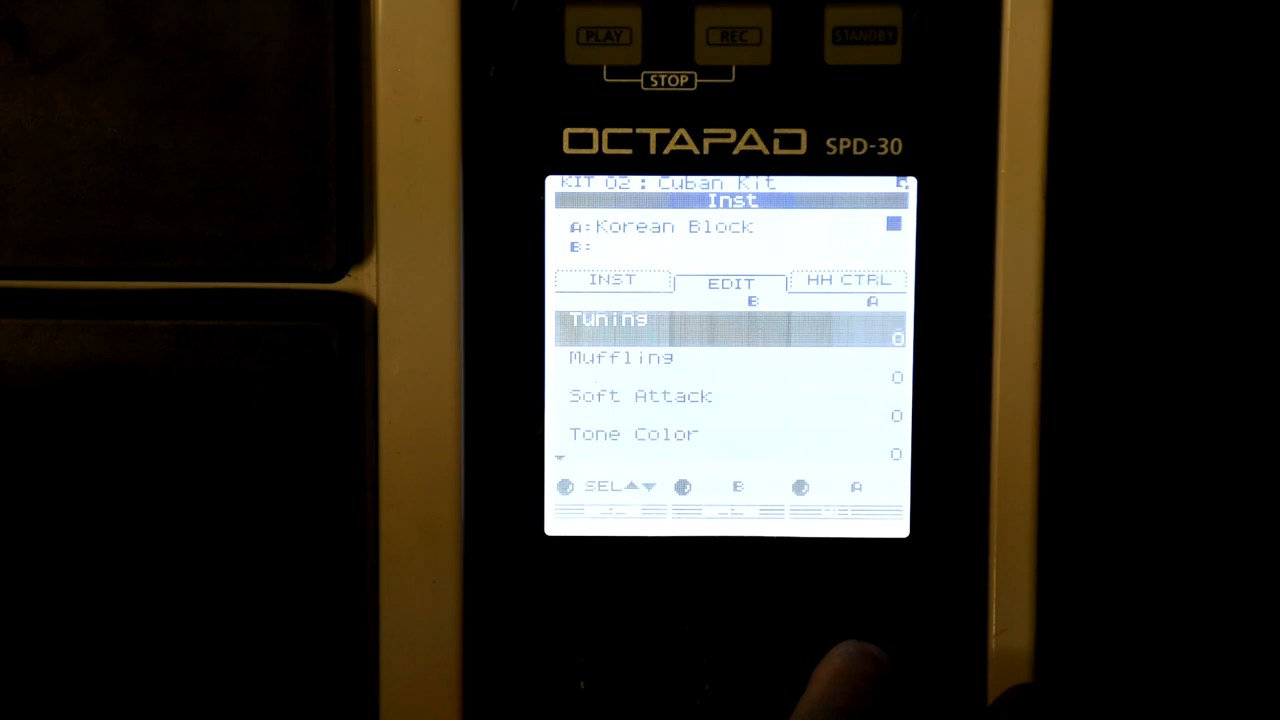 PLAY REC STANDBY
STOP
OCTAPAD SPD-30
KIT 02 : Cuban Kit
Inst
A:Korean Block
B:
INST EDIT HH CTRL
B A
Tuning
0
Muffling
0
Soft Attack
0
Tone Color
0
SEL▲▼ B A